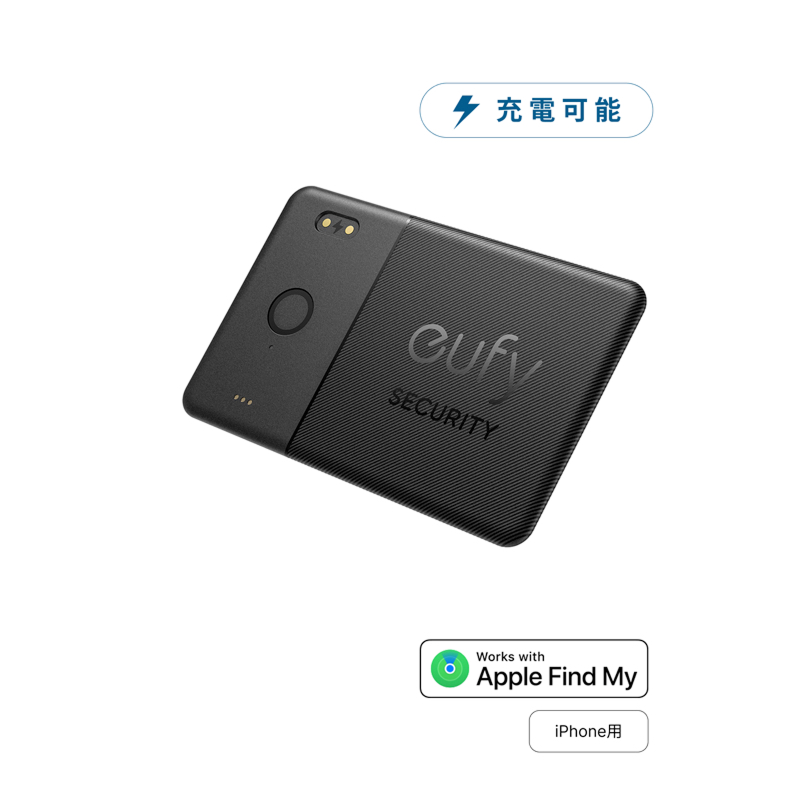 充電可能
eufy
SECURITY
Works with
Apple Find My
iPhone用